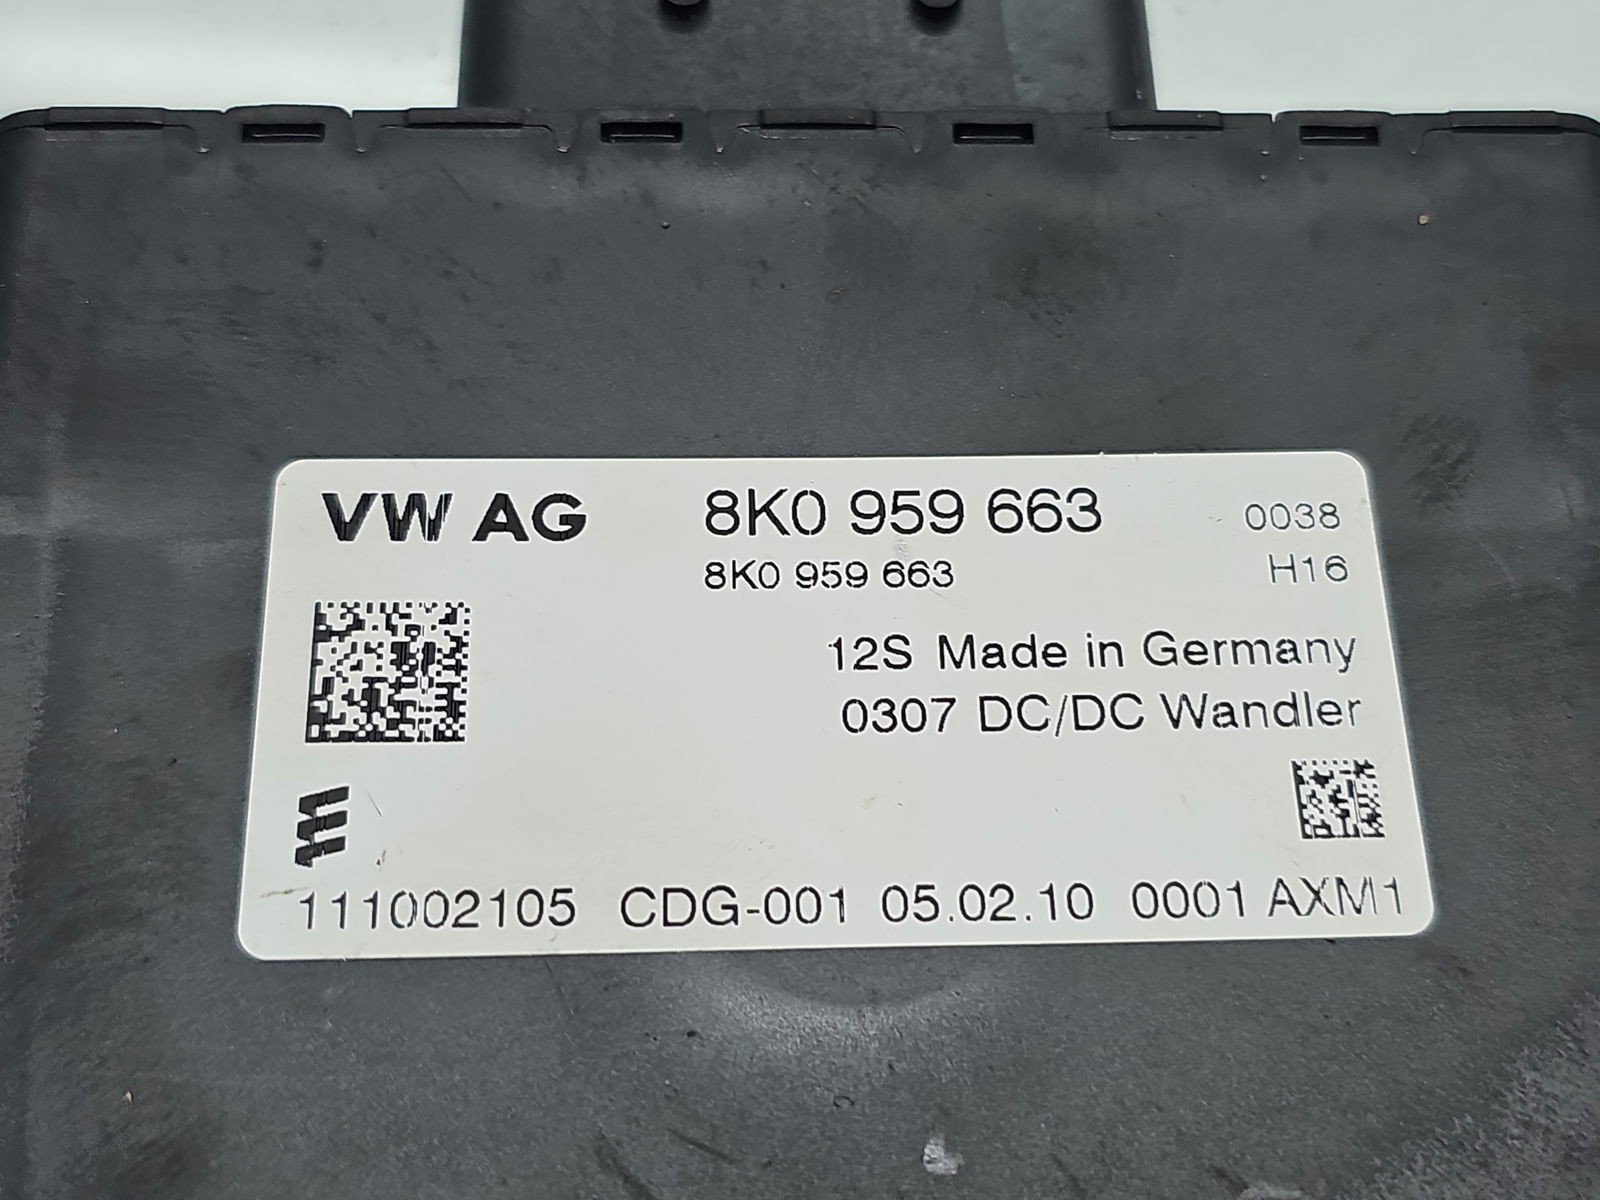 VW AG 8K0 959 663 0038
8K0 959 663 H16
12S Made in Germany
0307 DC/DC Wandler
111002105 CDG-001 05.02.10 0001 AXM1